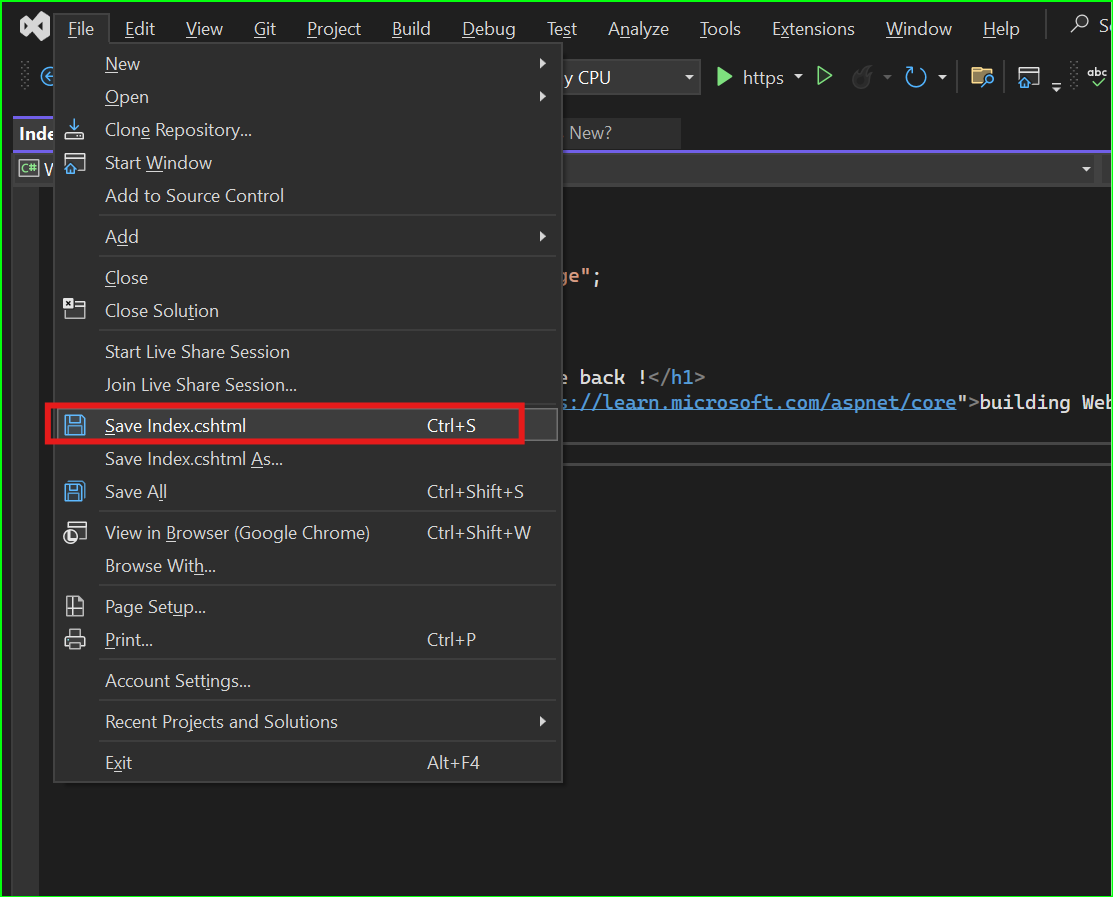 File Edit View Git Project Build Debug Test Analyze Tools Extensions Window Help
y CPU https abc
New
Open
Clone Repository...
Start Window
Add to Source Control
Add
Close
Close Solution
Start Live Share Session
Join Live Share Session...
Save Index.cshtml Ctrl+S
Save Index.cshtml As...
Save All Ctrl+Shift+S
View in Browser (Google Chrome) Ctrl+Shift+W
Browse With...
Page Setup...
Print... Ctrl+P
Account Settings...
Recent Projects and Solutions
Exit Alt+F4
Inde New?
C# W
ge";
e back !</h1>
s://learn.microsoft.com/aspnet/core">building Web